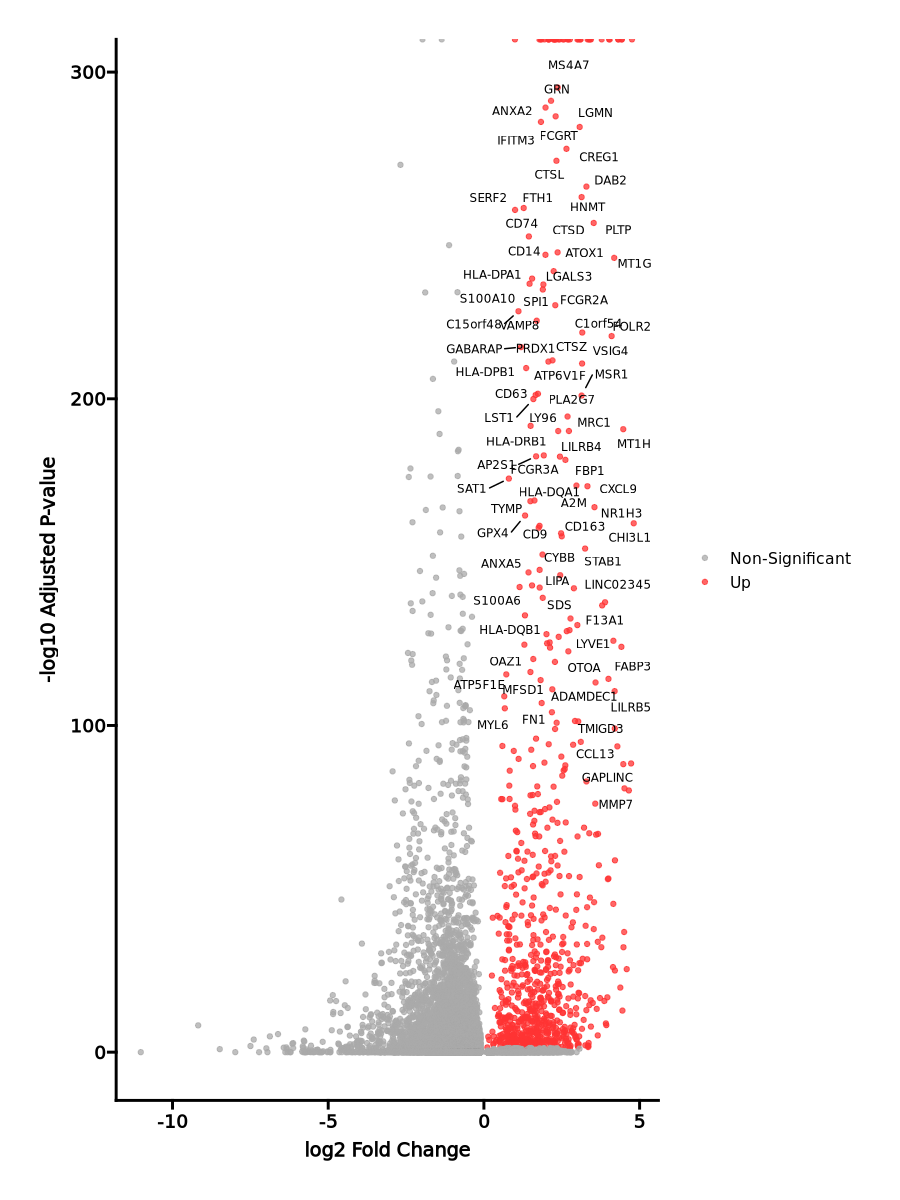 300
MS4A7
GRN
ANXA2
LGMN
IFITM3
FCGRT
CREG1
CTSL
DAB2
SERF2
FTH1
HNMT
CD74
CTSD
PLTP
CD14
ATOX1
MT1G
HLA-DPA1
LGALS3
S100A10
SPI1
FCGR2A
C15orf48
VAMP8
C1orf54
FOLR2
GABARAP
PRDX1
CTSZ
VSIG4
HLA-DPB1
ATP6V1F
MSR1
CD63
PLA2G7
200
LST1
LY96
MRC1
HLA-DRB1
LILRB4
MT1H
AP2S1
FCGR3A
FBP1
SAT1
HLA-DQA1
CXCL9
TYMP
A2M
NR1H3
GPX4
CD9
CD163
CHI3L1
ANXA5
CYBB
STAB1
LIPA
LINC02345
S100A6
SDS
F13A1
HLA-DQB1
LYVE1
OAZ1
OTOA
FABP3
ATP5F1E
MFSD1
ADAMDEC1
LILRB5
100
MYL6
FN1
TMIGD3
CCL13
GAPLINC
MMP7
0
-10
-5
0
5
log2 Fold Change
-log10 Adjusted P-value
Non-Significant
Up